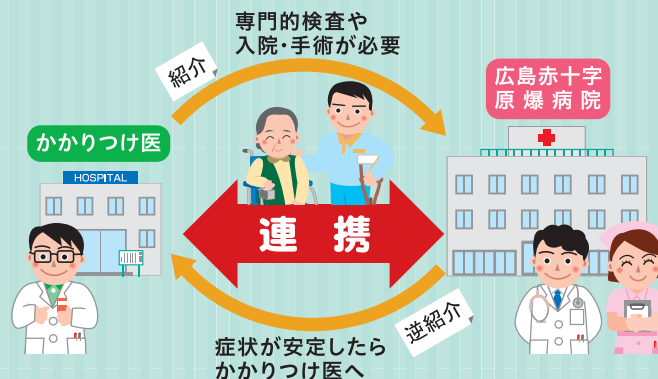 専門的検査や
入院・手術が必要
紹介
広島赤十字
原爆病院
かかりつけ医
HOSPITAL
連携
逆紹介
症状が安定したら
かかりつけ医へ